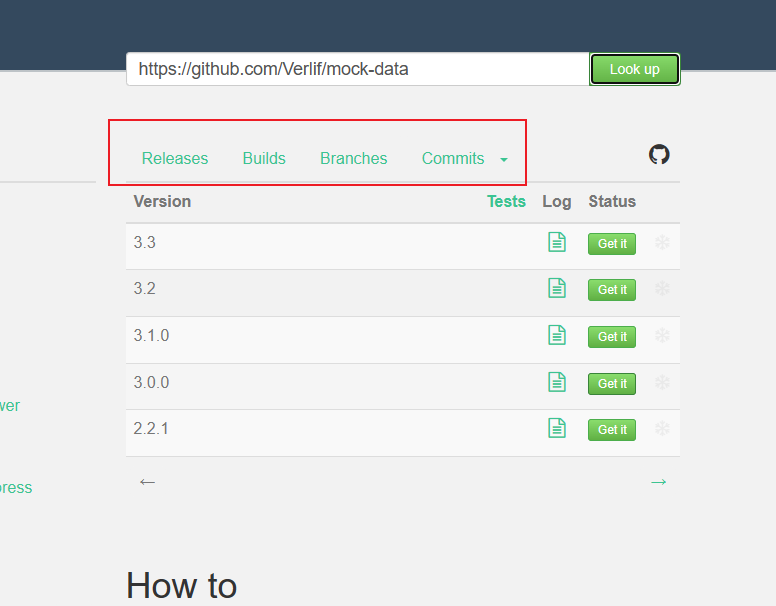 https://github.com/Verlif/mock-data Look up
Releases Builds Branches Commits
Version Tests Log Status
3.3 Get it
3.2 Get it
3.1.0 Get it
3.0.0 Get it
wer
2.2.1 Get it
← →
press
How to